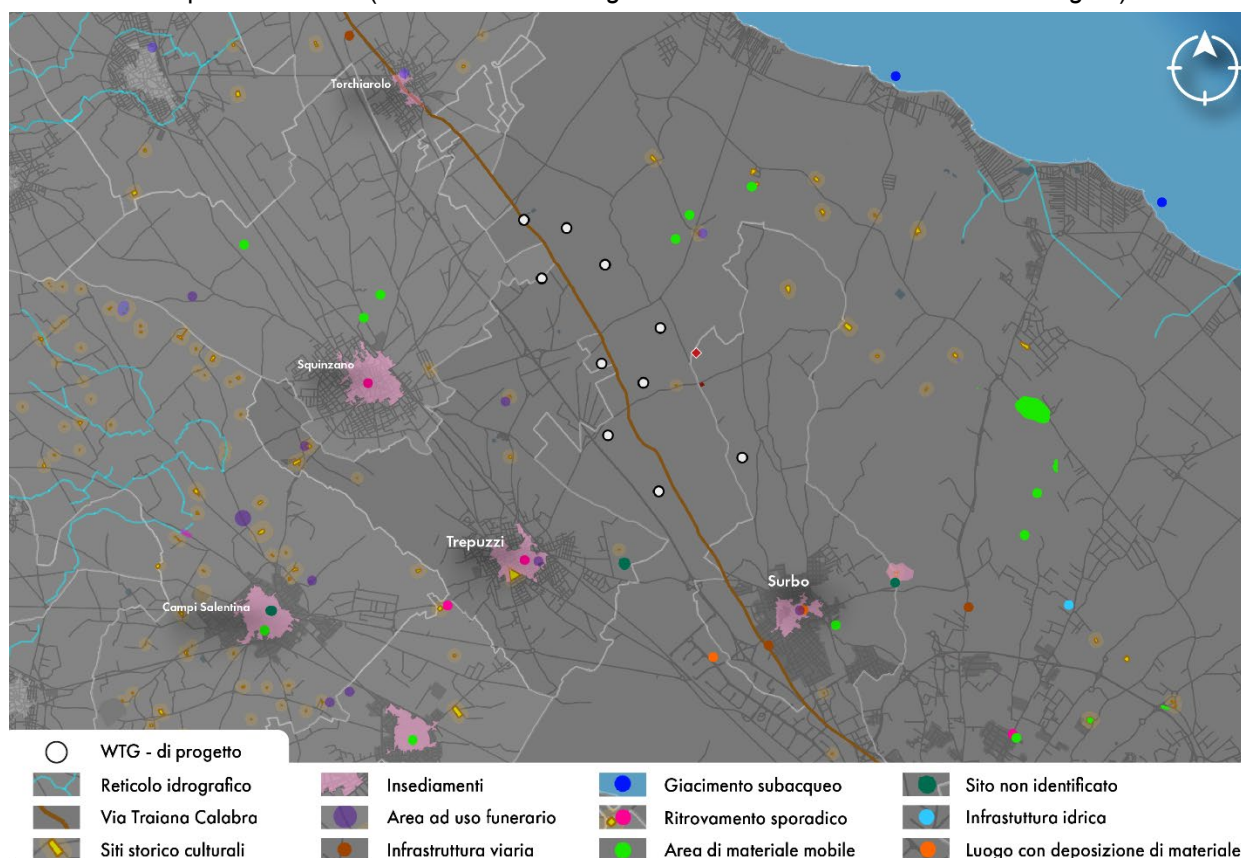 Torchiarolo
Squinzano
Trepuzzi
Surbo
Campi Salentina
WTG - di progetto
Reticolo idrografico
Insediamenti
Giacimento subacqueo
Sito non identificato
Via Traiana Calabra
Area ad uso funerario
Ritrovamento sporadico
Infrastuttura idrica
Siti storico culturali
Infrastruttura viaria
Area di materiale mobile
Luogo con deposizione di materiale